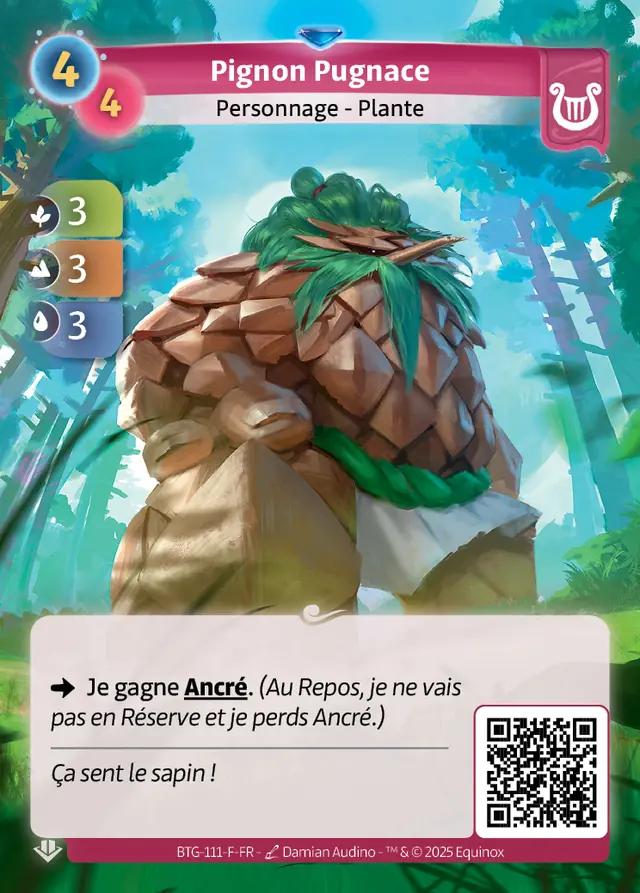 4
4
Pignon Pugnace
Personnage - Plante
3
3
3
Je gagne Ancré. (Au Repos, je ne vais
pas en Réserve et je perds Ancré.)
Ça sent le sapin !
BTG-111-F-FR - Damian Audino - ™ & © 2025 Equinox